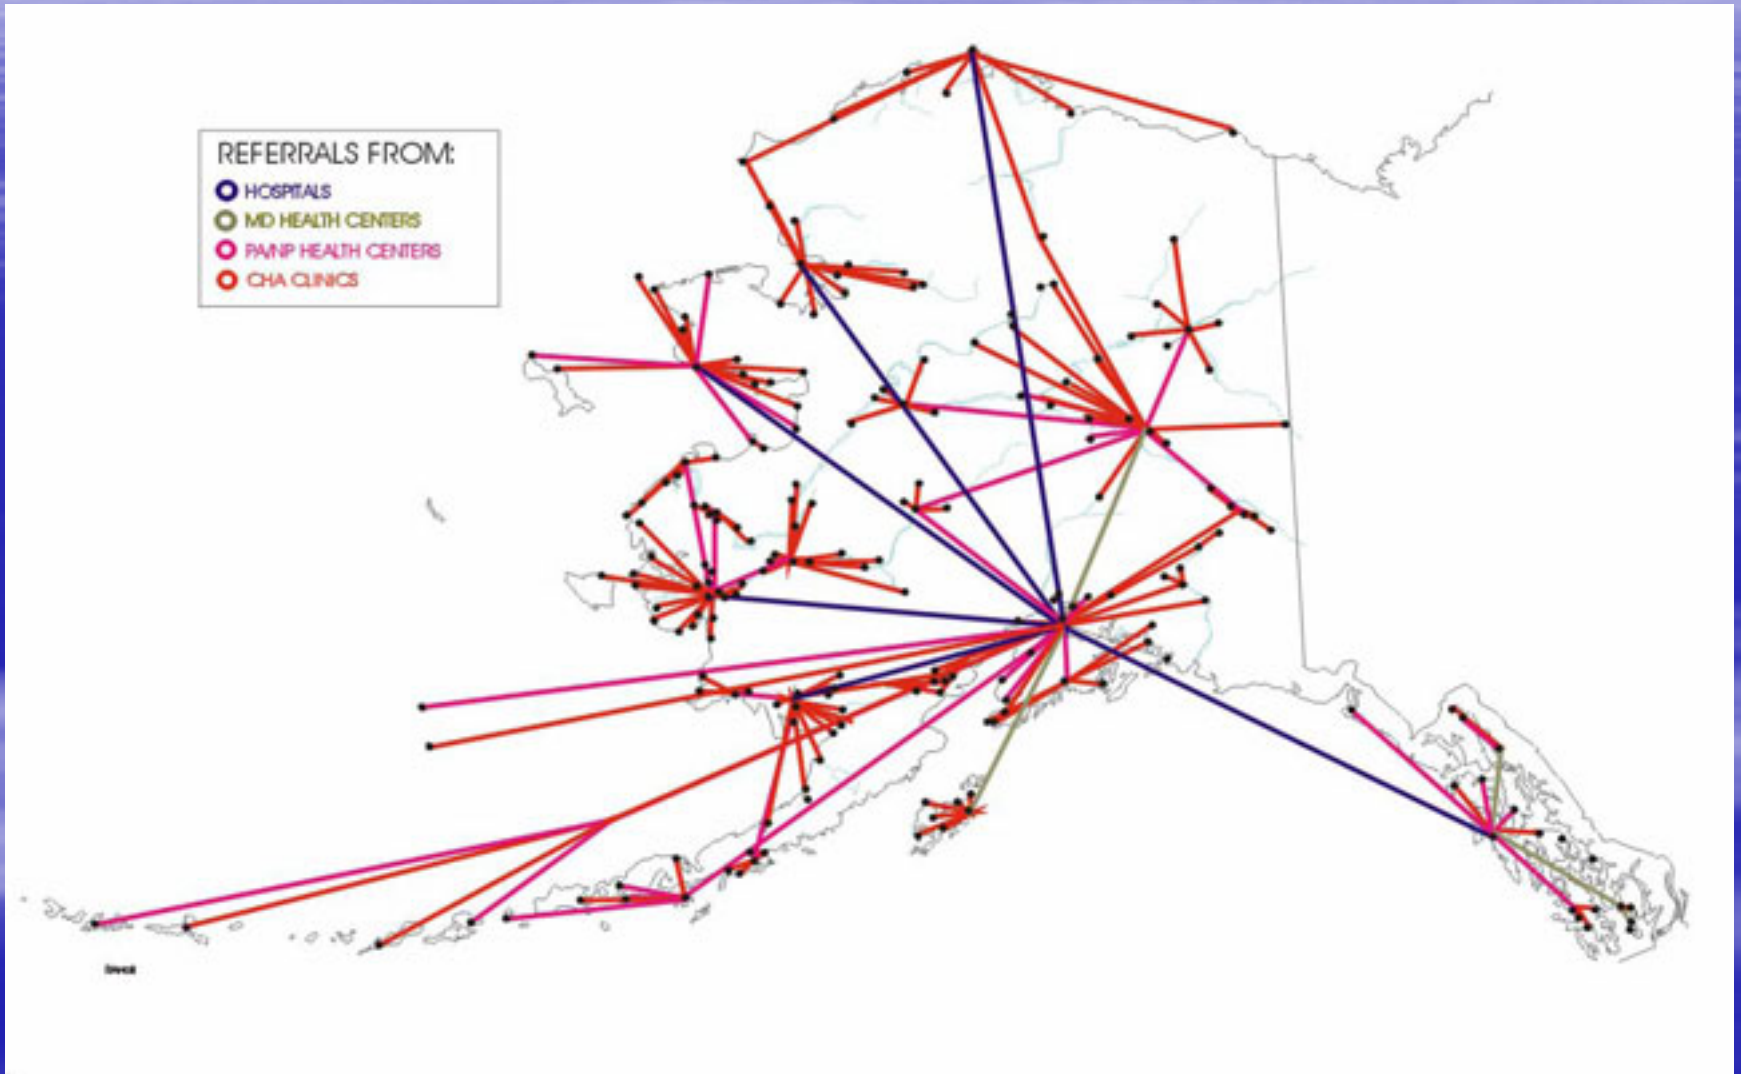 REFERRALS FROM:
HOSPITALS
MD HEALTH CENTERS
PA/NP HEALTH CENTERS
CHA CLINICS